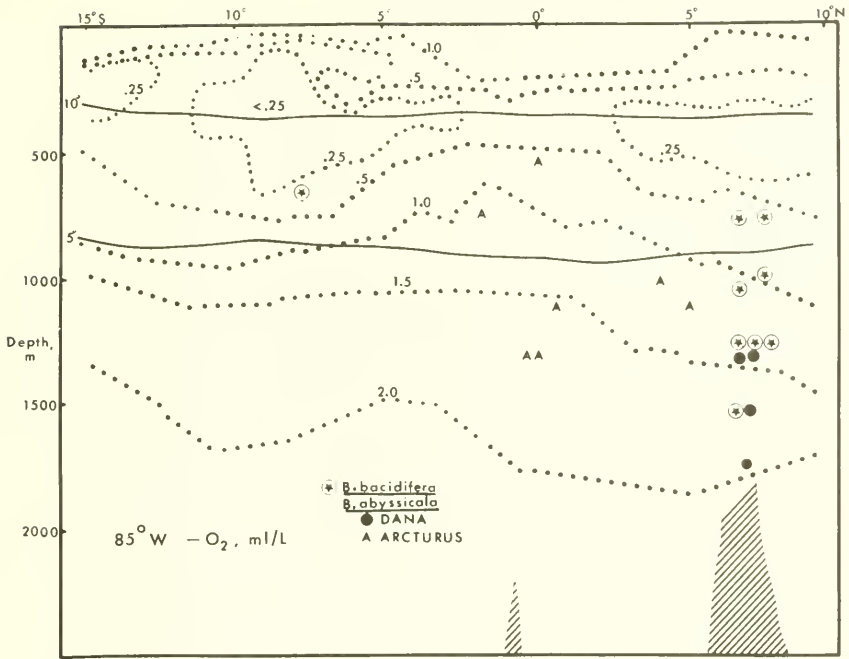 15°S 10° 5° 0° 5° 10°N
1.0
.25 .5
10° <.25
.25 .25
500
.5
1.0
5°
1.5
1000
Depth,
m
1500
2.0
B. bacidifera
B. abyssicala
DANA
2000
85°W — O₂, ml/L ARCTURUS